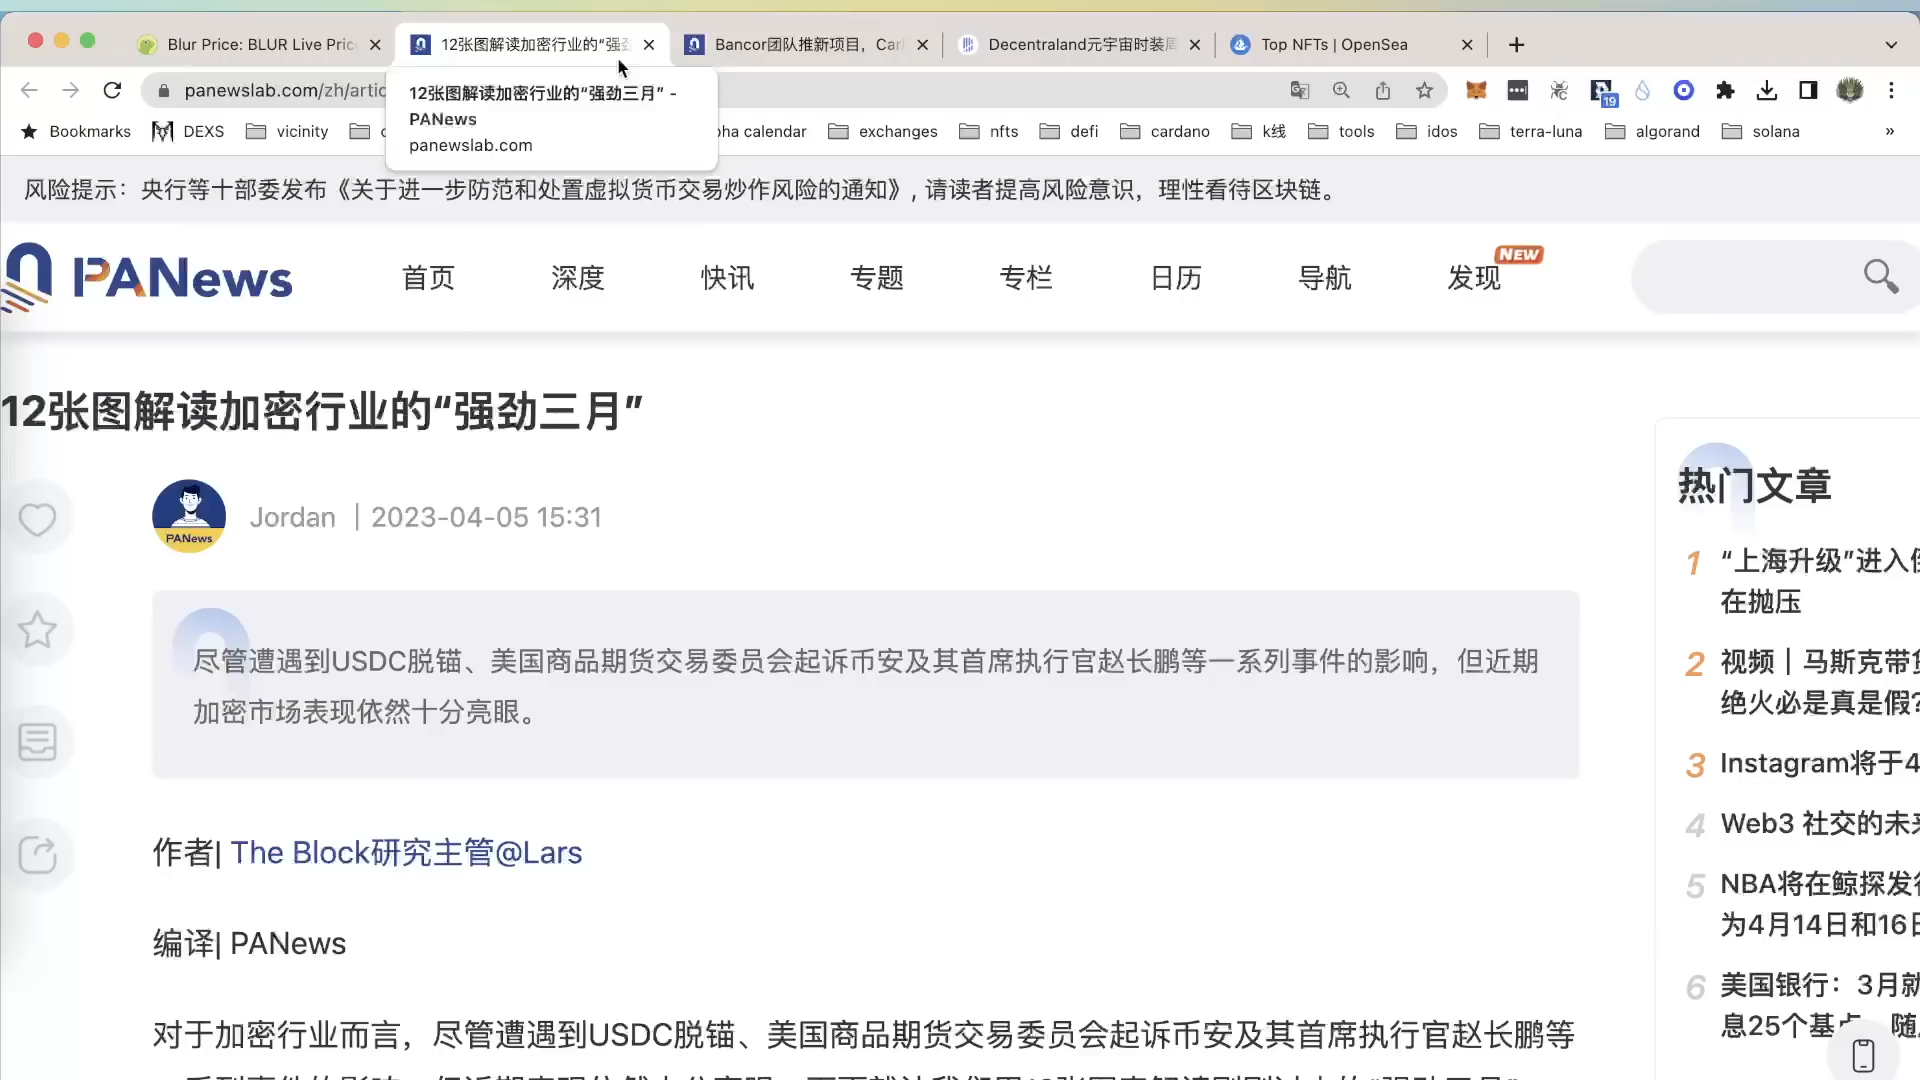 Blur Price: BLUR Live Pric
12张图解读加密行业的“强劲
Bancor团队推新项目，Car
Decentraland元宇宙时装周
Top NFTs | OpenSea
panewslab.com/zh/artic
19
12张图解读加密行业的“强劲三月” -
PANews
panewslab.com
Bookmarks
DEXS
vicinity
calendar
exchanges
nfts
defi
cardano
k线
tools
idos
terra-luna
algorand
solana
»
风险提示：央行等十部委发布《关于进一步防范和处置虚拟货币交易炒作风险的通知》, 请读者提高风险意识，理性看待区块链。
PANews
首页
深度
快讯
专题
专栏
日历
导航
发现
NEW
12张图解读加密行业的“强劲三月”
PANews
Jordan | 2023-04-05 15:31
尽管遭遇到USDC脱锚、美国商品期货交易委员会起诉币安及其首席执行官赵长鹏等一系列事件的影响，但近期
加密市场表现依然十分亮眼。
作者| The Block研究主管@Lars
编译| PANews
对于加密行业而言，尽管遭遇到USDC脱锚、美国商品期货交易委员会起诉币安及其首席执行官赵长鹏等
热门文章
1 “上海升级”进入
在抛压
2 视频｜马斯克带
绝火必是真是假?
3 Instagram将于4
4 Web3 社交的未
5 NBA将在鲸探发
为4月14日和16
6 美国银行：3月
息25个基